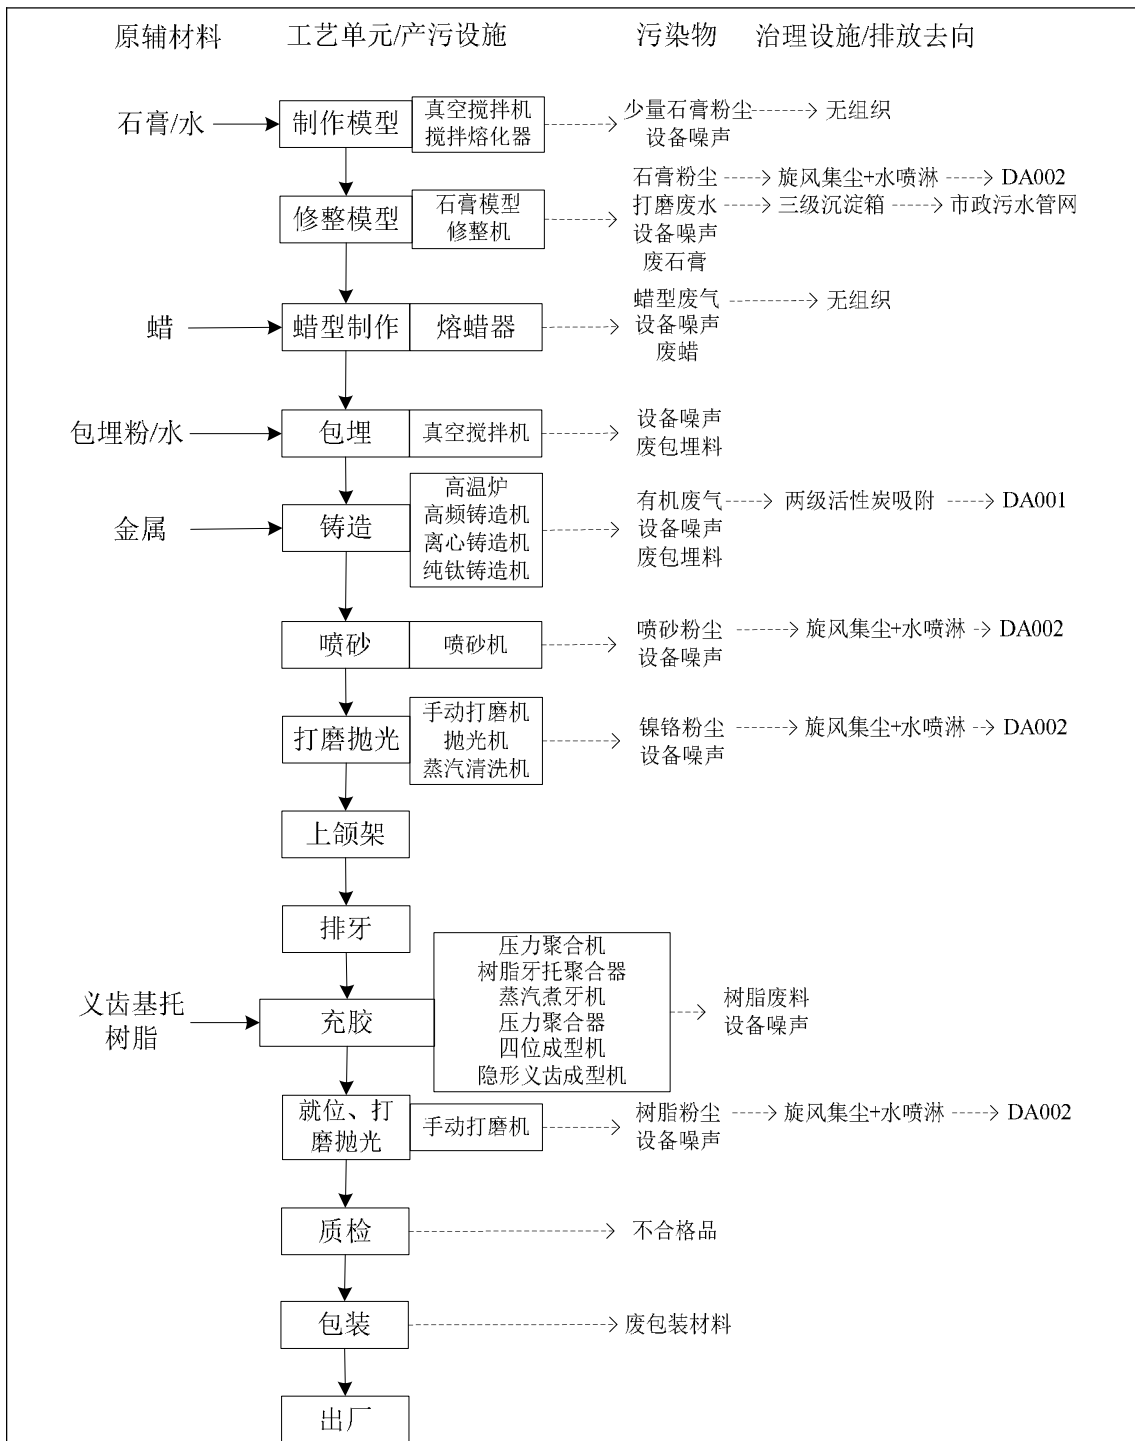 原辅材料
工艺单元/产污设施
污染物
治理设施/排放去向
石膏/水
制作模型
真空搅拌机
搅拌熔化器
少量石膏粉尘
无组织
设备噪声
修整模型
石膏模型
修整机
石膏粉尘
旋风集尘+水喷淋
DA002
打磨废水
三级沉淀箱
市政污水管网
设备噪声
废石膏
蜡
蜡型制作
熔蜡器
蜡型废气
无组织
设备噪声
废蜡
包埋粉/水
包埋
真空搅拌机
设备噪声
废包埋料
金属
铸造
高温炉
高频铸造机
离心铸造机
纯钛铸造机
有机废气
两级活性炭吸附
DA001
设备噪声
废包埋料
喷砂
喷砂机
喷砂粉尘
旋风集尘+水喷淋
DA002
设备噪声
打磨抛光
手动打磨机
抛光机
蒸汽清洗机
镍铬粉尘
旋风集尘+水喷淋
DA002
设备噪声
上颌架
排牙
义齿基托
树脂
充胶
压力聚合机
树脂牙托聚合器
蒸汽煮牙机
压力聚合器
四位成型机
隐形义齿成型机
树脂废料
设备噪声
就位、打
磨抛光
手动打磨机
树脂粉尘
旋风集尘+水喷淋
DA002
设备噪声
质检
不合格品
包装
废包装材料
出厂